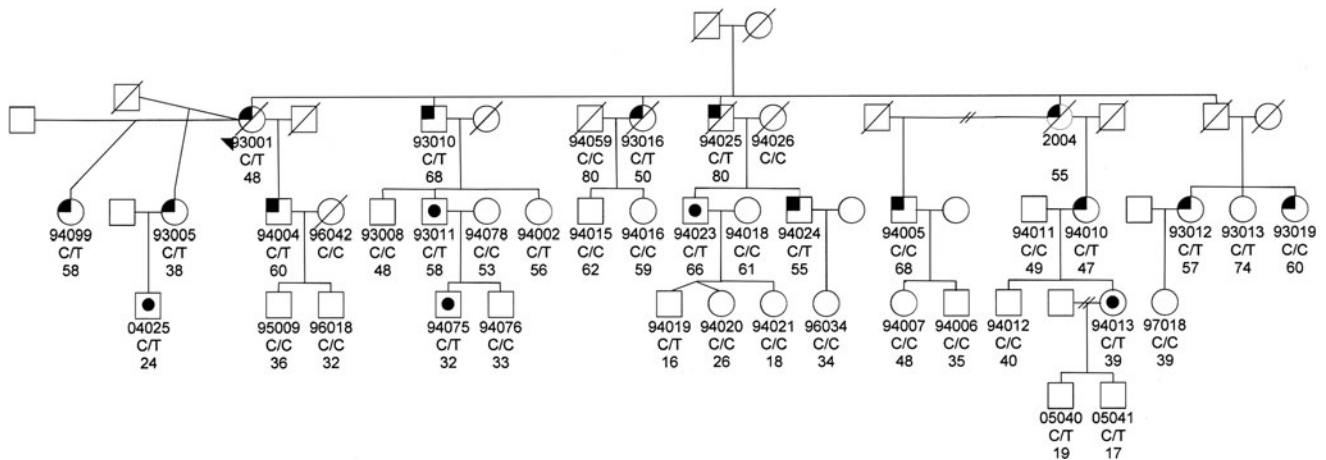 93001
C/T
48
93010
C/T
68
94059
C/C
80
93016
C/T
50
94025
C/T
80
94026
C/C
2004
55
94099
C/T
58
93005
C/T
38
94004
C/T
60
96042
C/C
93008
C/C
48
93011
C/T
58
94078
C/C
53
94002
C/T
56
94015
C/C
62
94016
C/C
59
94023
C/T
66
94018
C/C
61
94024
C/T
55
94005
C/C
68
94011
C/C
49
94010
C/T
47
93012
C/T
57
93013
C/T
74
93019
C/C
60
04025
C/T
24
95009
C/C
36
96018
C/C
32
94075
C/T
32
94076
C/C
33
94019
C/T
16
94020
C/C
26
94021
C/C
18
96034
C/C
34
94007
C/C
48
94006
C/C
35
94012
C/C
40
94013
C/T
39
97018
C/C
39
05040
C/T
19
05041
C/T
17